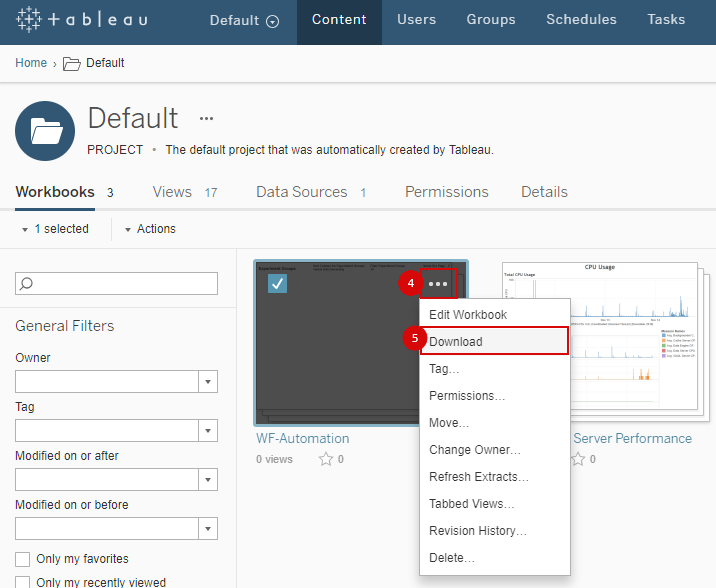 tableau Default Content Users Groups Schedules Tasks
Home › Default
Default ...
PROJECT • The default project that was automatically created by Tableau.
Workbooks 3 Views 17 Data Sources 1 Permissions Details
1 selected Actions
General Filters
Owner
Tag
Modified on or after
Modified on or before
Only my favorites
Only my recently viewed
4
WF-Automation
0 views 0
Edit Workbook
5 Download
Tag...
Permissions...
Move...
Change Owner...
Refresh Extracts...
Tabbed Views...
Revision History...
Delete...
CPU Usage
Total CPU Usage
Server Performance
0